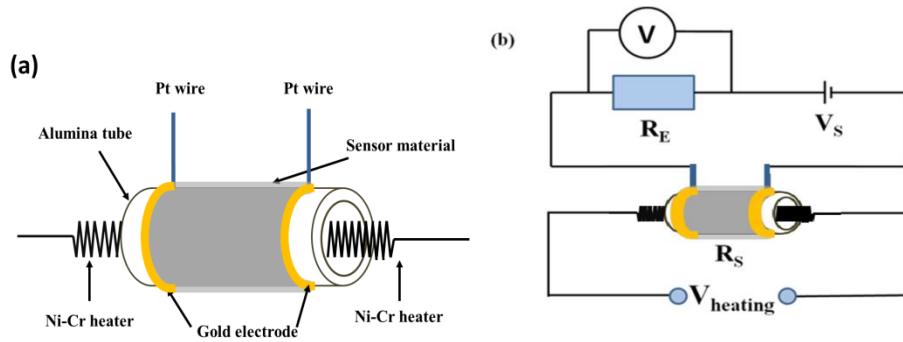 (a)
Pt wire
Pt wire
Alumina tube
Sensor material
Ni-Cr heater
Gold electrode
Ni-Cr heater
(b)
V
R_E
V_S
R_S
V_heating